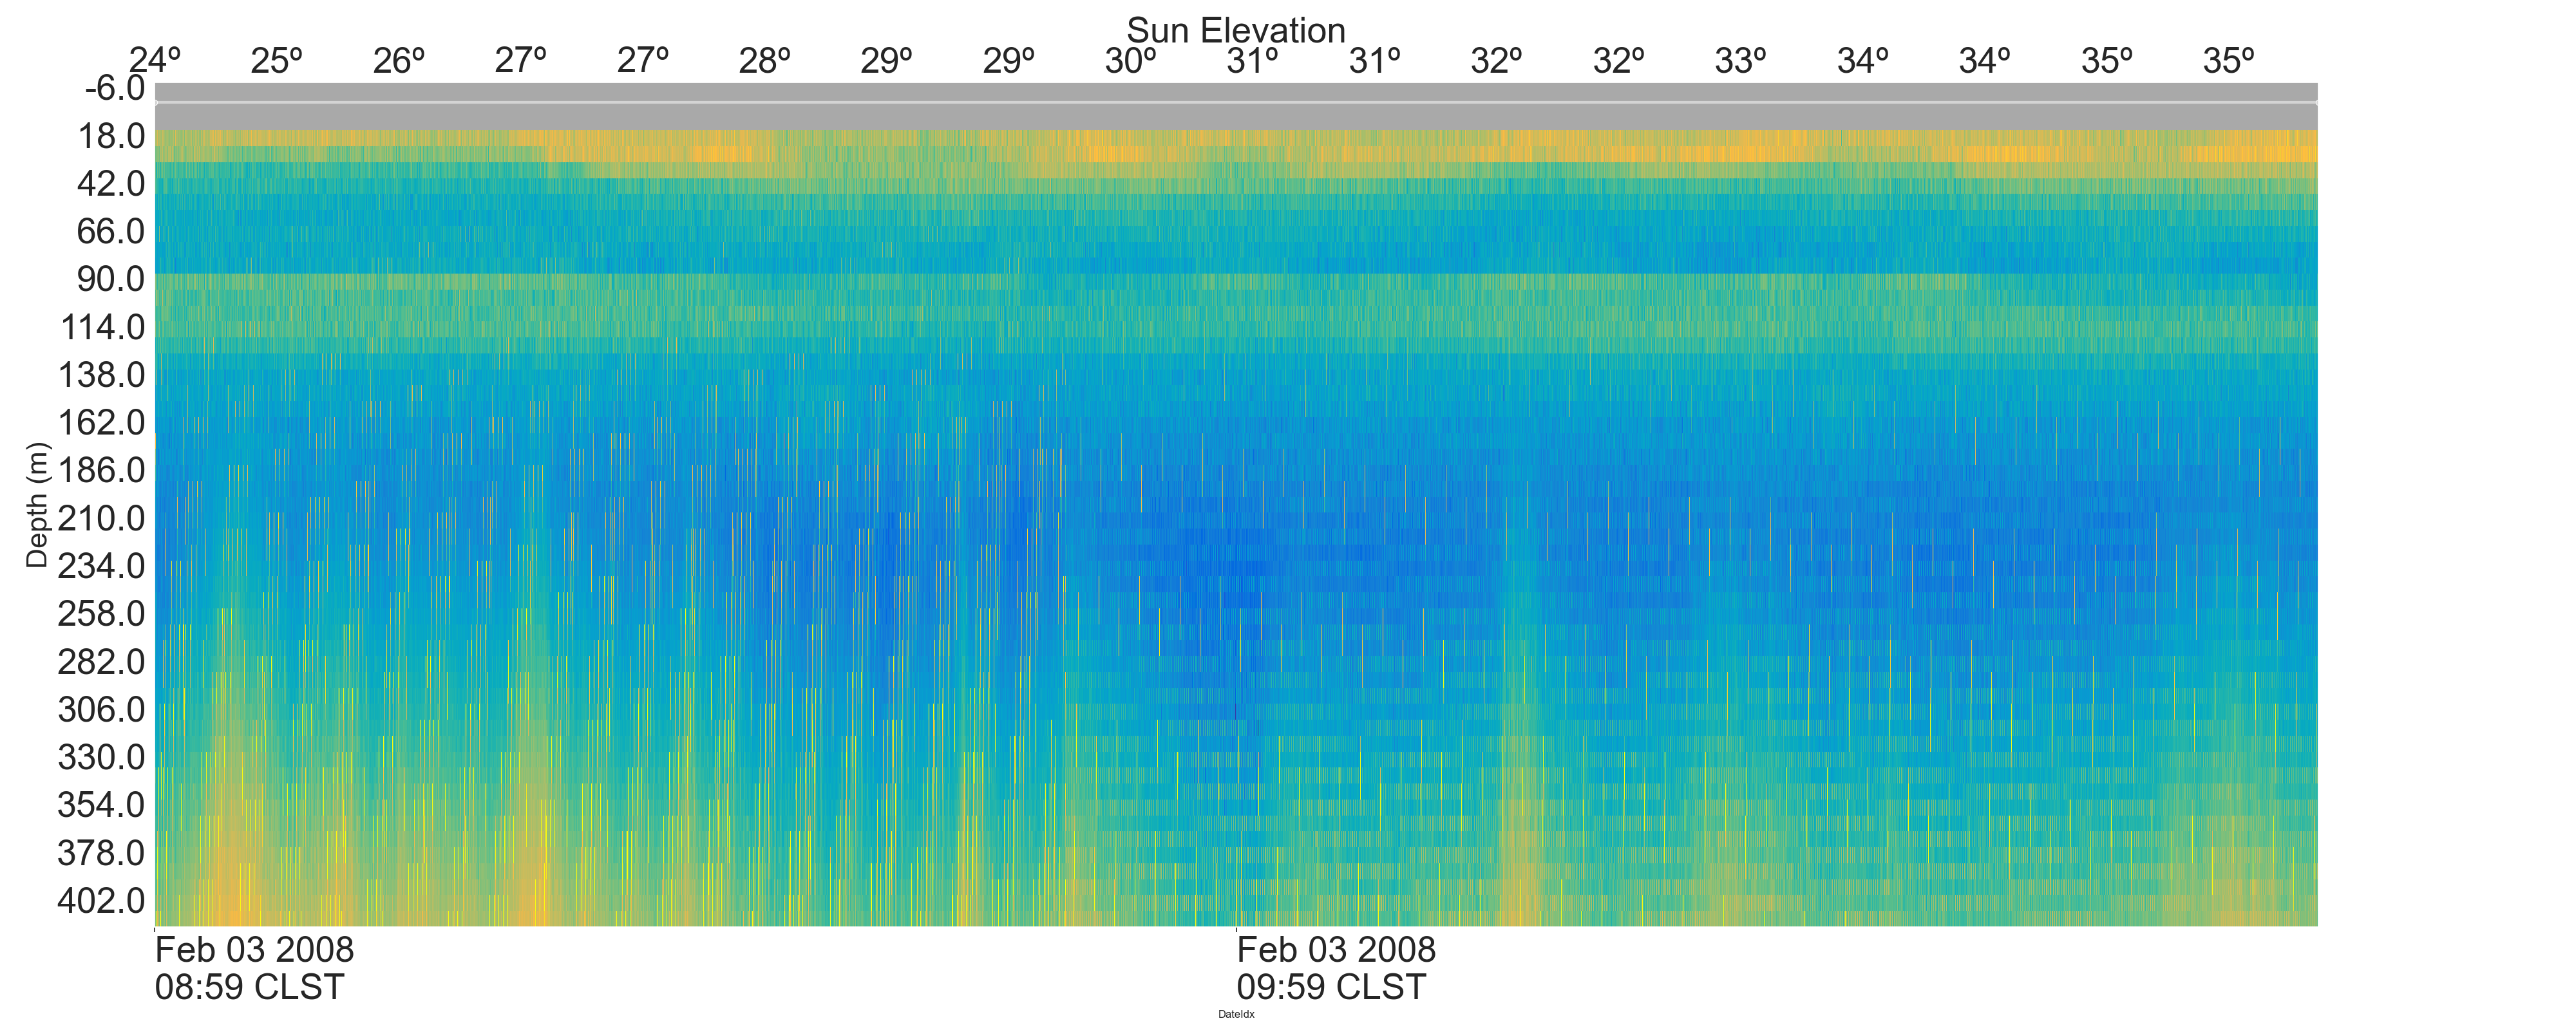 Sun Elevation
24º 25º 26º 27º 27º 28º 29º 29º 30º 31º 31º 32º 32º 33º 34º 34º 35º 35º
-6.0
18.0
42.0
66.0
90.0
114.0
138.0
162.0
186.0
210.0
234.0
258.0
282.0
306.0
330.0
354.0
378.0
402.0
Depth (m)
Feb 03 2008
08:59 CLST
Feb 03 2008
09:59 CLST
DateIdx